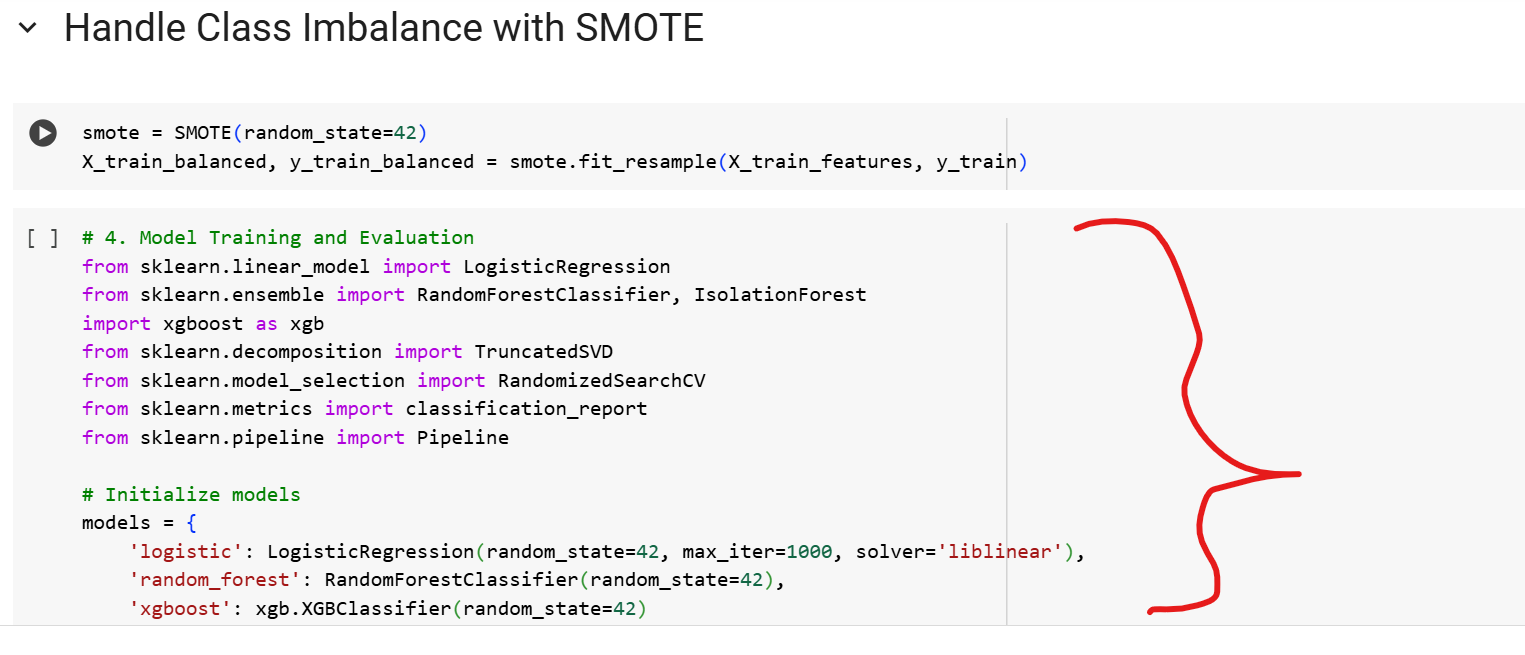 Handle Class Imbalance with SMOTE
smote = SMOTE(random_state=42)
X_train_balanced, y_train_balanced = smote.fit_resample(X_train_features, y_train)
[ ] # 4. Model Training and Evaluation
from sklearn.linear_model import LogisticRegression
from sklearn.ensemble import RandomForestClassifier, IsolationForest
import xgboost as xgb
from sklearn.decomposition import TruncatedSVD
from sklearn.model_selection import RandomizedSearchCV
from sklearn.metrics import classification_report
from sklearn.pipeline import Pipeline
# Initialize models
models = {
'logistic': LogisticRegression(random_state=42, max_iter=1000, solver='liblinear'),
'random_forest': RandomForestClassifier(random_state=42),
'xgboost': xgb.XGBClassifier(random_state=42)